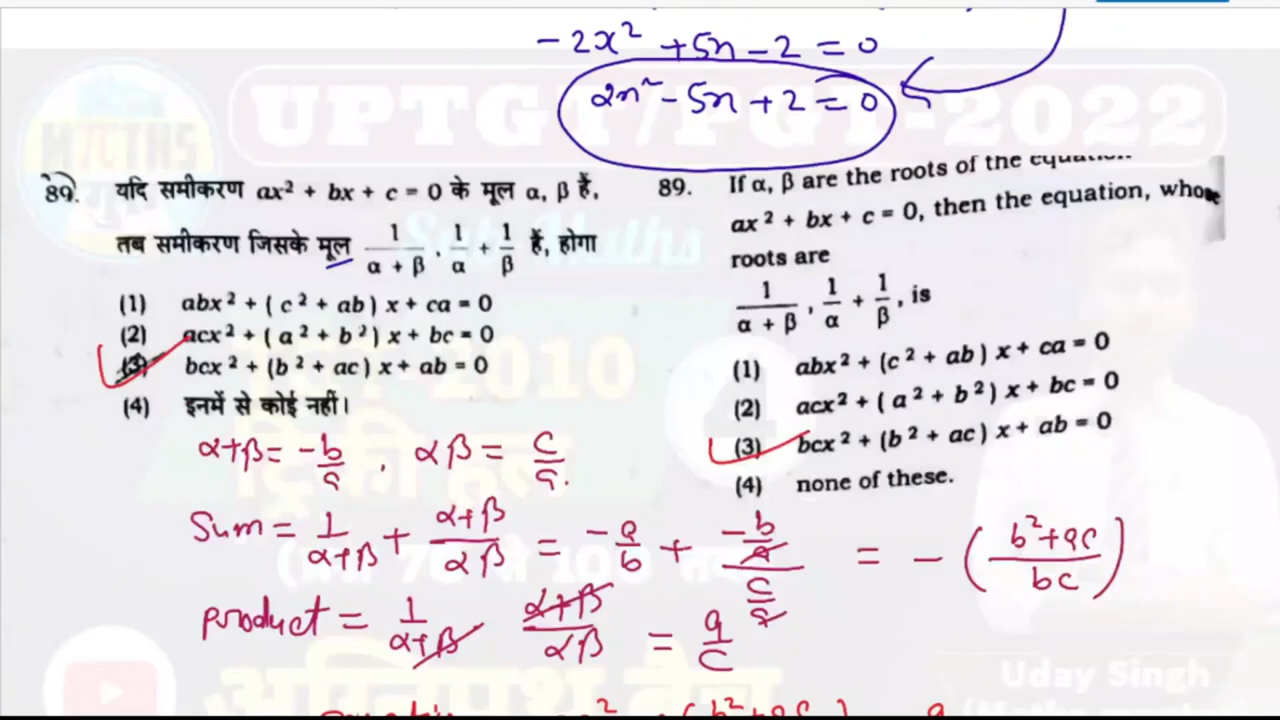 -2x² + 5x - 2 = 0
2x² - 5x + 2 = 0
UPTGT/PGT-2022
MATHS
89. यदि समीकरण ax² + bx + c = 0 के मूल α, β हैं,
तब समीकरण जिसके मूल 1/(α + β), 1/α + 1/β हैं, होगा
(1) abx² + (c² + ab) x + ca = 0
(2) acx² + (a² + b²) x + bc = 0
(3) bcx² + (b² + ac) x + ab = 0
(4) इनमें से कोई नहीं।
89. If α, β are the roots of the equation
ax² + bx + c = 0, then the equation, whose
roots are
1/(α + β), 1/α + 1/β, is
(1) abx² + (c² + ab) x + ca = 0
(2) acx² + (a² + b²) x + bc = 0
(3) bcx² + (b² + ac) x + ab = 0
(4) none of these.
α+β = -b/a, αβ = c/a.
Sum = 1/(α+β) + (α+β)/(αβ) = -a/b + (-b/a)/(c/a) = -((b²+ac)/bc)
product = 1/(α+β) (α+β)/(αβ) = a/c
Uday Singh
अग्निपथ बैच